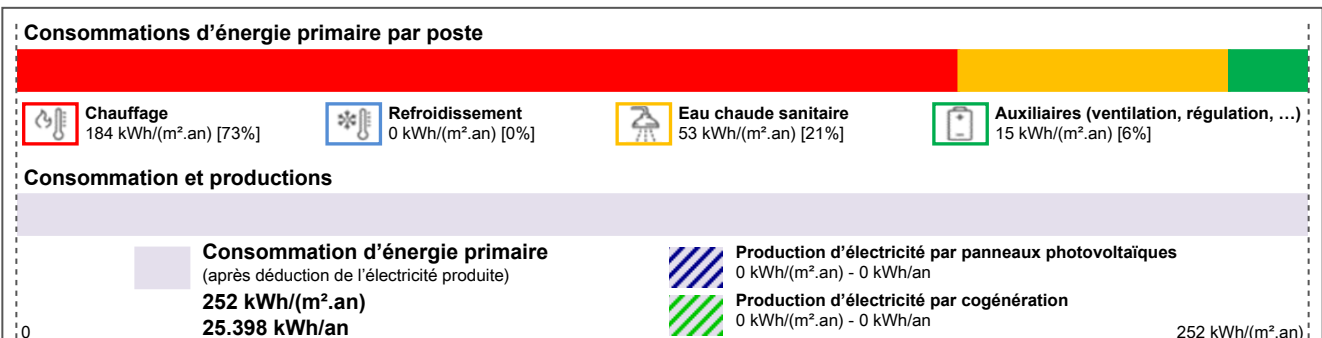 Consommations d’énergie primaire par poste
Chauffage
184 kWh/(m².an) [73%]
Refroidissement
0 kWh/(m².an) [0%]
Eau chaude sanitaire
53 kWh/(m².an) [21%]
Auxiliaires (ventilation, régulation, …)
15 kWh/(m².an) [6%]
Consommation et productions
Consommation d’énergie primaire
(après déduction de l’électricité produite)
252 kWh/(m².an)
25.398 kWh/an
Production d’électricité par panneaux photovoltaïques
0 kWh/(m².an) - 0 kWh/an
Production d’électricité par cogénération
0 kWh/(m².an) - 0 kWh/an
0
252 kWh/(m².an)